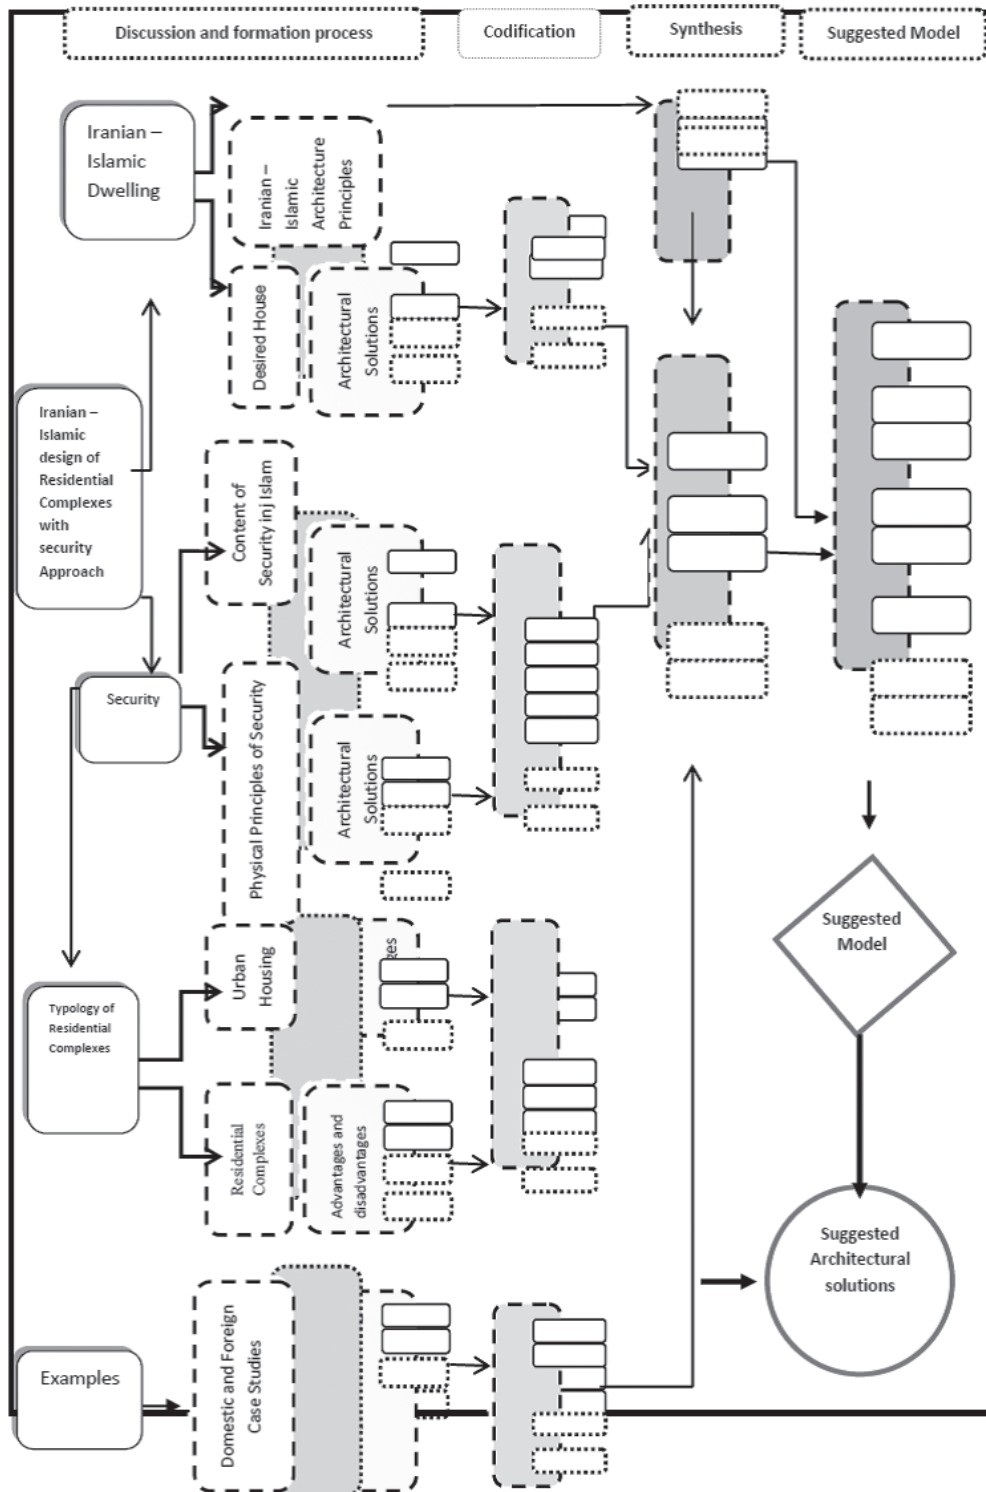 Discussion and formation process
Codification
Synthesis
Suggested Model
Iranian –
Islamic
Dwelling
Iranian –
Islamic
Architecture
Principles
Desired House
Architectural
Solutions
Iranian –
Islamic
design of
Residential
Complexes
with
security
Approach
Content of
Security inj Islam
Architectural
Solutions
Security
Physical Principles of Security
Architectural
Solutions
Suggested
Model
Urban
Housing
Typology of
Residential
Complexes
Residential
Complexes
Advantages and
disadvantages
Suggested
Architectural
solutions
Examples
Domestic and Foreign
Case Studies